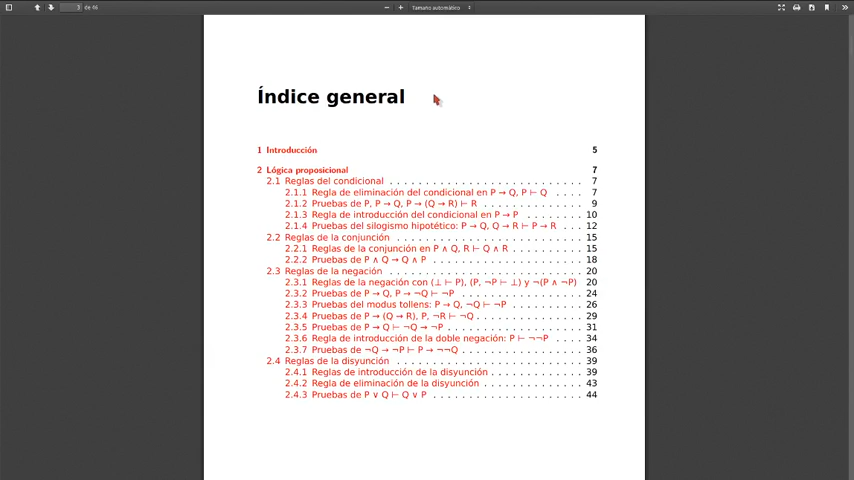 3 de 46 Tamaño automático
Índice general
1 Introducción 5
2 Lógica proposicional 7
2.1 Reglas del condicional . . . . . . . . . . . . . . . . . . . . . . . . . . . 7
2.1.1 Regla de eliminación del condicional en P → Q, P ⊢ Q . . . . 7
2.1.2 Pruebas de P, P → Q, P → (Q → R) ⊢ R . . . . . . . . . . . . . . 9
2.1.3 Regla de introducción del condicional en P → P . . . . . . . . 10
2.1.4 Pruebas del silogismo hipotético: P → Q, Q → R ⊢ P → R . . . 12
2.2 Reglas de la conjunción . . . . . . . . . . . . . . . . . . . . . . . . . . 15
2.2.1 Reglas de la conjunción en P ∧ Q, R ⊢ Q ∧ R . . . . . . . . . . 15
2.2.2 Pruebas de P ∧ Q → Q ∧ P . . . . . . . . . . . . . . . . . . . . 18
2.3 Reglas de la negación . . . . . . . . . . . . . . . . . . . . . . . . . . . 20
2.3.1 Reglas de la negación con (⊥ ⊢ P), (P, ¬P ⊢ ⊥) y ¬(P ∧ ¬P) 20
2.3.2 Pruebas de P → Q, P → ¬Q ⊢ ¬P . . . . . . . . . . . . . . . . . 24
2.3.3 Pruebas del modus tollens: P → Q, ¬Q ⊢ ¬P . . . . . . . . . . 26
2.3.4 Pruebas de P → (Q → R), P, ¬R ⊢ ¬Q . . . . . . . . . . . . . . 29
2.3.5 Pruebas de P → Q ⊢ ¬Q → ¬P . . . . . . . . . . . . . . . . . . 31
2.3.6 Regla de introducción de la doble negación: P ⊢ ¬¬P . . . . 34
2.3.7 Pruebas de ¬Q → ¬P ⊢ P → ¬¬Q . . . . . . . . . . . . . . . . . 36
2.4 Reglas de la disyunción . . . . . . . . . . . . . . . . . . . . . . . . . . 39
2.4.1 Reglas de introducción de la disyunción . . . . . . . . . . . . . 39
2.4.2 Regla de eliminación de la disyunción . . . . . . . . . . . . . . 43
2.4.3 Pruebas de P ∨ Q ⊢ Q ∨ P . . . . . . . . . . . . . . . . . . . . 44